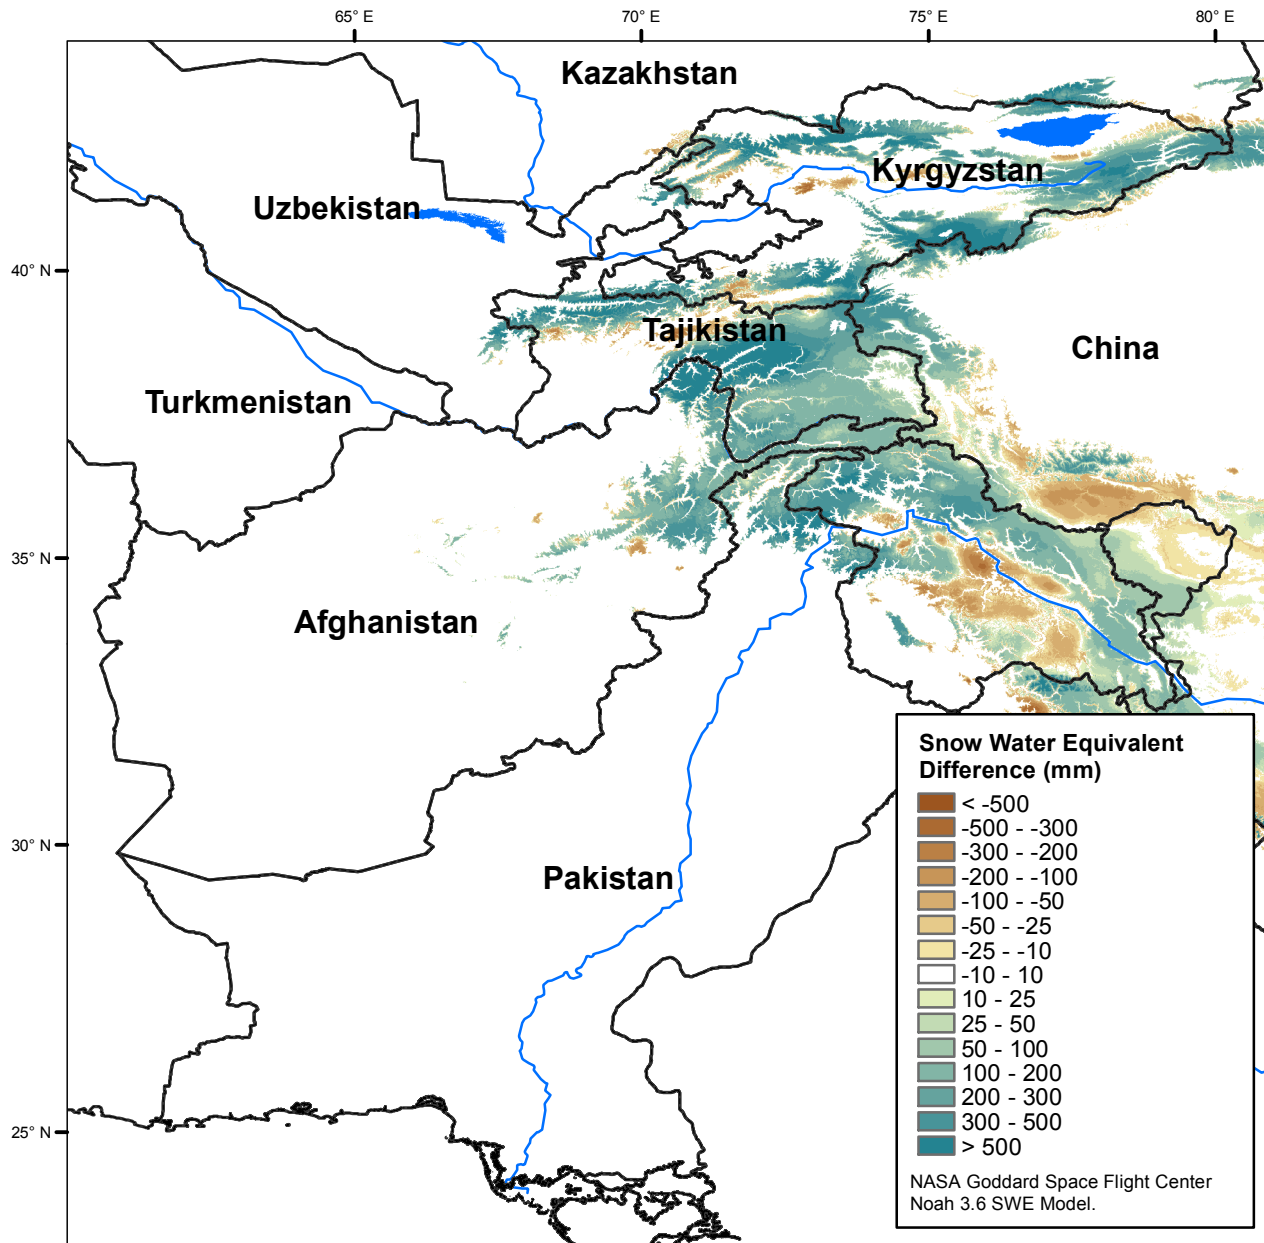 65° E
70° E
75° E
80° E
Kazakhstan
Kyrgyzstan
Uzbekistan
40° N
Tajikistan
China
Turkmenistan
35° N
Afghanistan
Snow Water Equivalent
Difference (mm)
< -500
-500 - -300
-300 - -200
-200 - -100
-100 - -50
-50 - -25
-25 - -10
-10 - 10
10 - 25
25 - 50
50 - 100
100 - 200
200 - 300
300 - 500
> 500
NASA Goddard Space Flight Center
Noah 3.6 SWE Model.
30° N
Pakistan
25° N